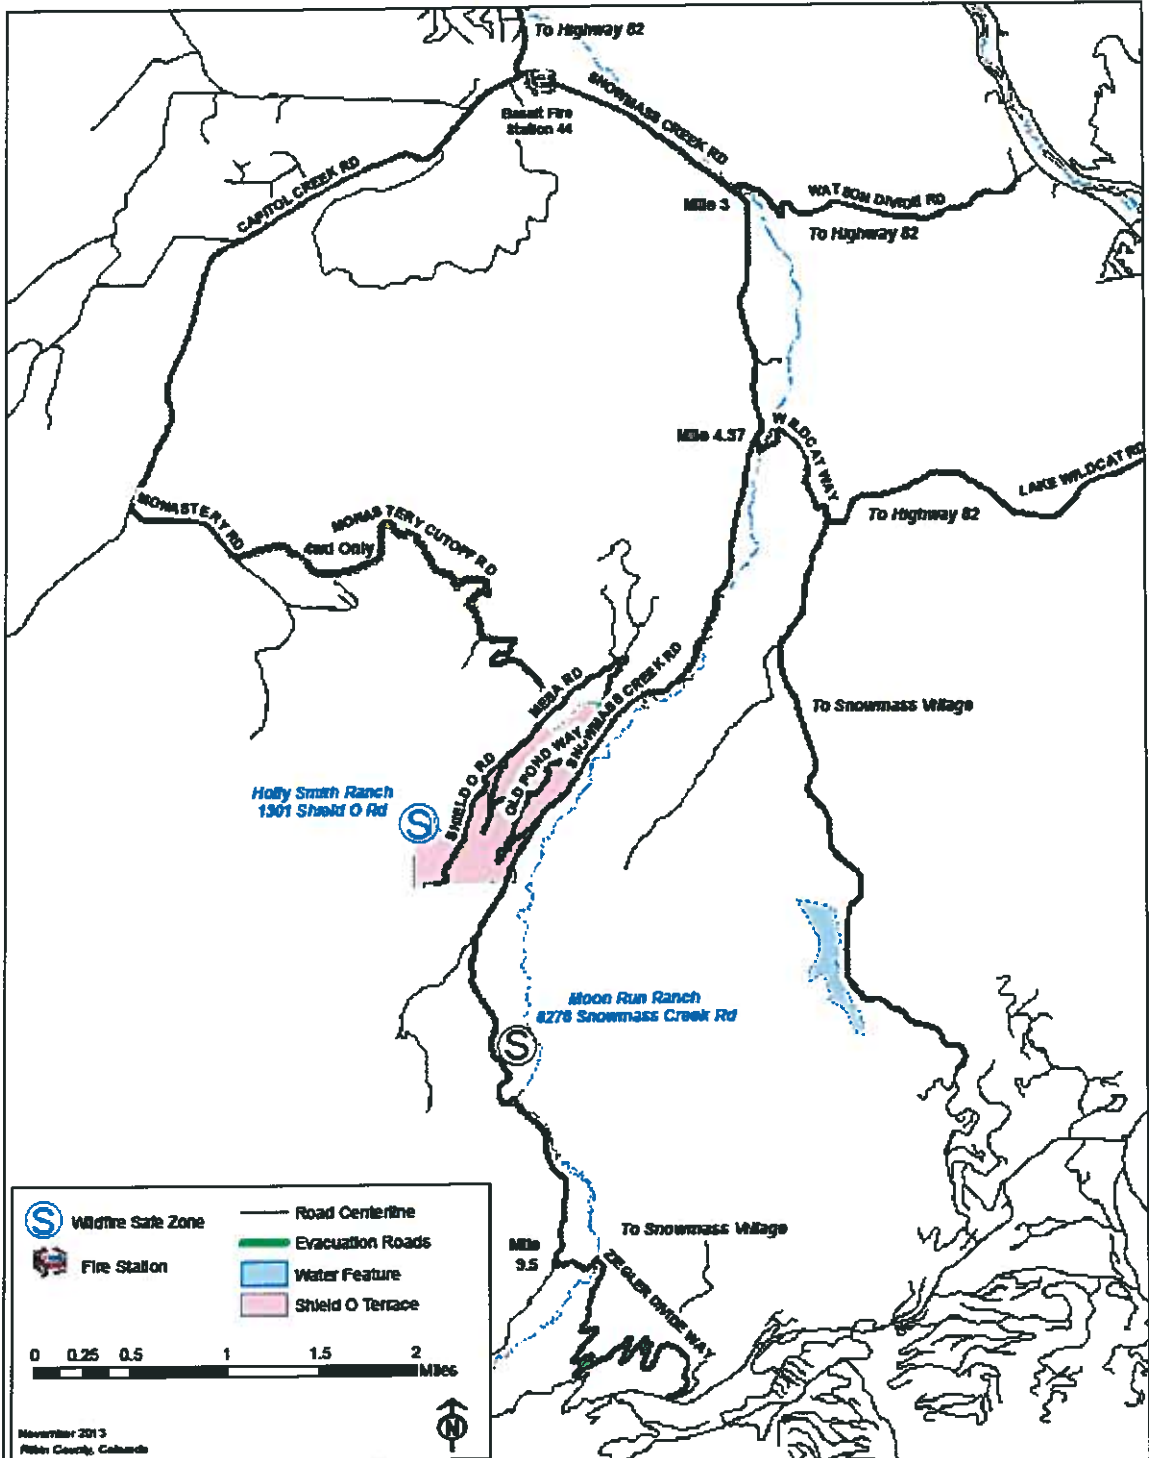 To Highway 82
SNOWMASS CREEK RD
Basalt Fire
Station 44
CAPITOL CREEK RD
Mile 3
WATSON DIVIDE RD
To Highway 82
Mile 4.37
WILDCAT WAY
LAKE WILDCAT RD
To Highway 82
MONASTERY RD
MONASTERY CUTOFF RD
4wd Only
MESA RD
SNOWMASS CREEK RD
To Snowmass Village
SHIELD O RD
OLD POND WAY
Holly Smith Ranch
1301 Shield O Rd
S
Moon Run Ranch
8276 Snowmass Creek Rd
S
Mile
9.5
To Snowmass Village
ZIEGLER DIVIDE WAY
S Wildfire Safe Zone
Fire Station
Road Centerline
Evacuation Roads
Water Feature
Shield O Terrace
0 0.25 0.5 1 1.5 2
Miles
N
November 2013
Pitkin County, Colorado